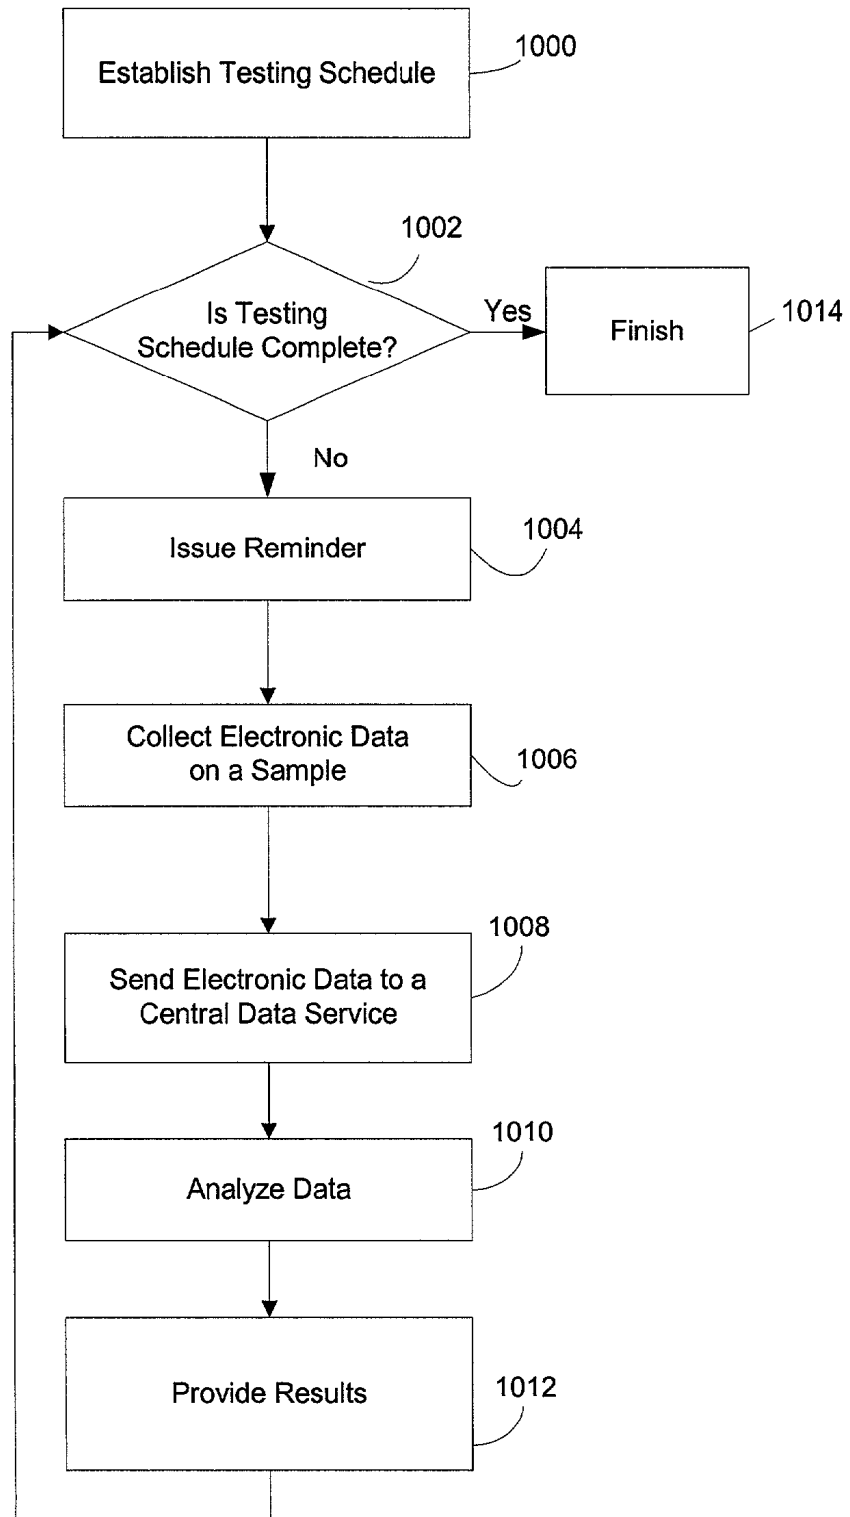 Establish Testing Schedule
1000
1002
Is Testing
Schedule Complete?
Yes
Finish
1014
No
Issue Reminder
1004
Collect Electronic Data
on a Sample
1006
1008
Send Electronic Data to a
Central Data Service
1010
Analyze Data
Provide Results
1012